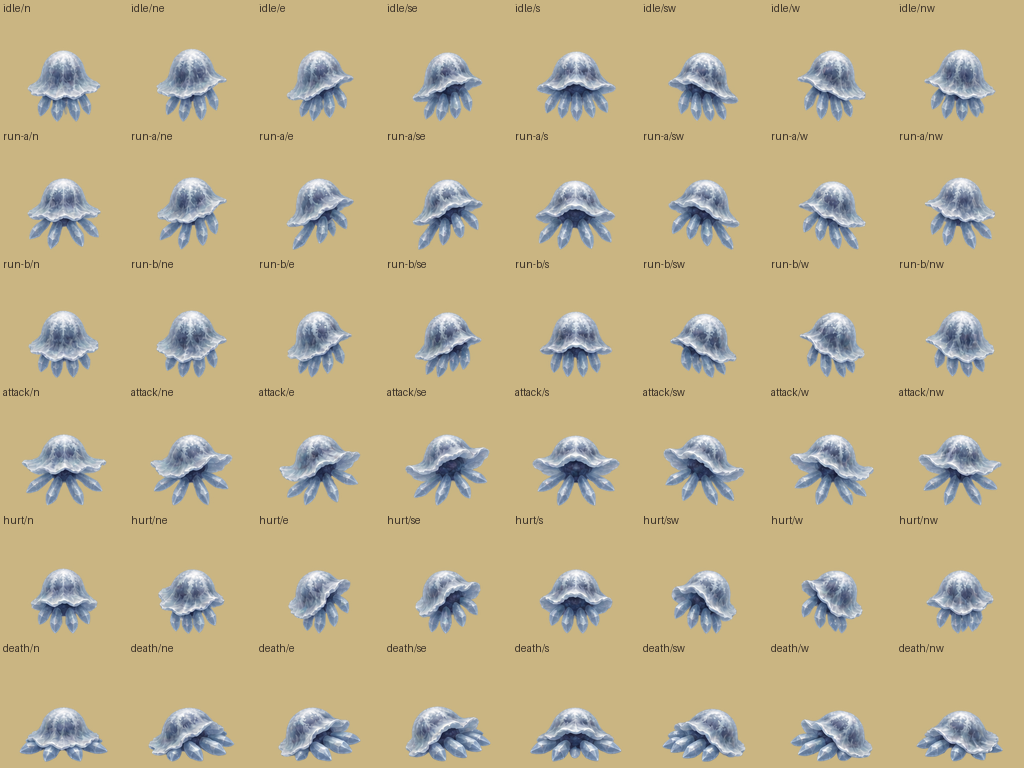 idle/n idle/ne idle/e idle/se idle/s idle/sw idle/w idle/nw
run-a/n run-a/ne run-a/e run-a/se run-a/s run-a/sw run-a/w run-a/nw
run-b/n run-b/ne run-b/e run-b/se run-b/s run-b/sw run-b/w run-b/nw
attack/n attack/ne attack/e attack/se attack/s attack/sw attack/w attack/nw
hurt/n hurt/ne hurt/e hurt/se hurt/s hurt/sw hurt/w hurt/nw
death/n death/ne death/e death/se death/s death/sw death/w death/nw